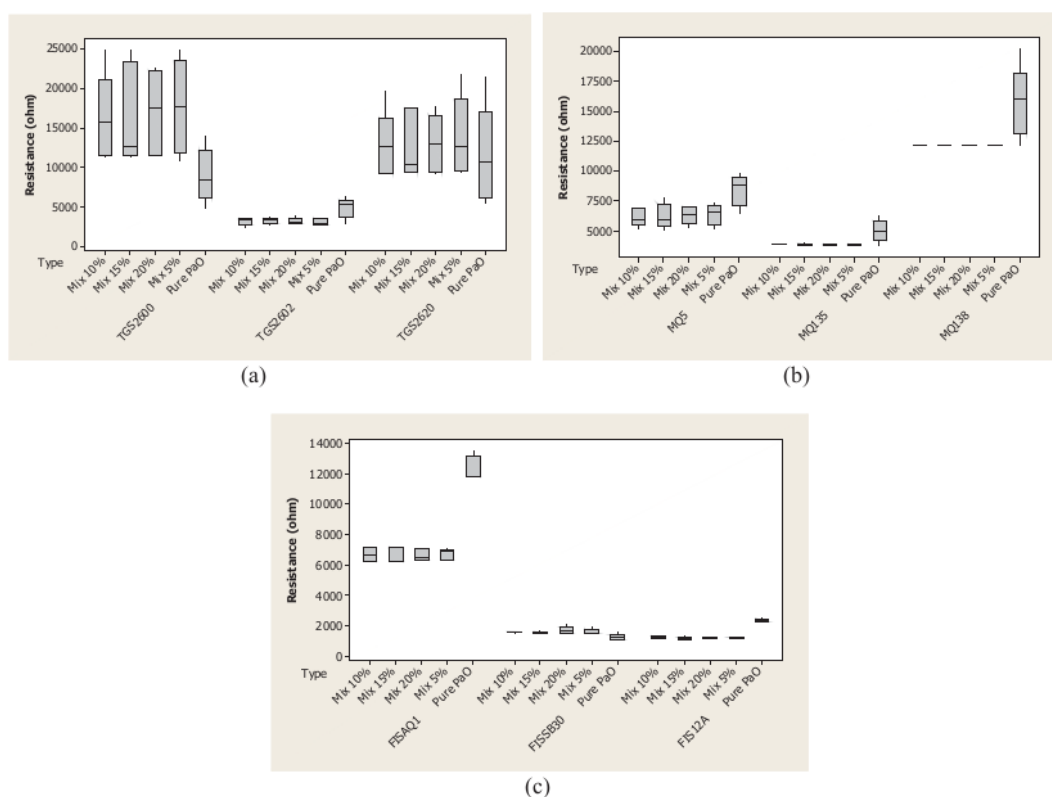 25000
20000
15000
10000
5000
0
Resistance (ohm)
Type
Mix 10%
Mix 15%
Mix 20%
Mix 5%
Pure PaO
Mix 10%
Mix 15%
Mix 20%
Mix 5%
Pure PaO
Mix 10%
Mix 15%
Mix 20%
Mix 5%
Pure PaO
TGS2600
TGS2602
TGS2620
(a)
20000
17500
15000
12500
10000
7500
5000
Resistance (ohm)
Type
Mix 10%
Mix 15%
Mix 20%
Mix 5%
Pure PaO
Mix 10%
Mix 15%
Mix 20%
Mix 5%
Pure PaO
Mix 10%
Mix 15%
Mix 20%
Mix 5%
Pure PaO
MQ5
MQ135
MQ138
(b)
14000
12000
10000
8000
6000
4000
2000
0
Resistance (ohm)
Type
Mix 10%
Mix 15%
Mix 20%
Mix 5%
Pure PaO
Mix 10%
Mix 15%
Mix 20%
Mix 5%
Pure PaO
Mix 10%
Mix 15%
Mix 20%
Mix 5%
Pure PaO
FISAQ1
FISSB30
FIS12A
(c)